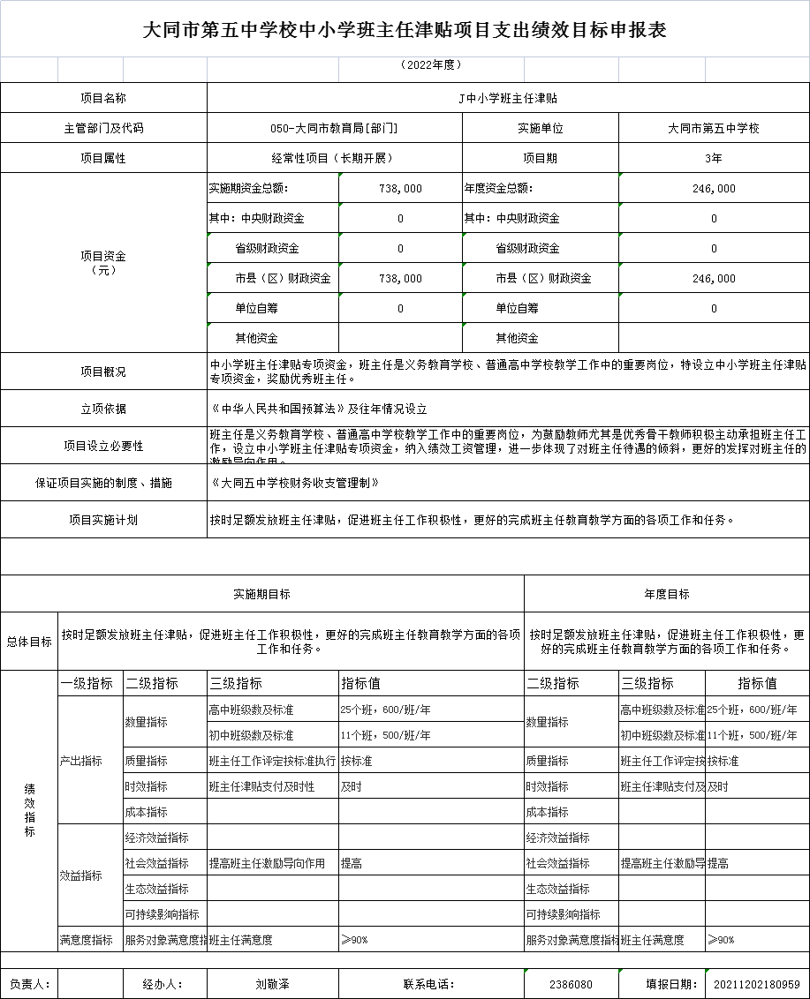 大同市第五中学校中小学班主任津贴项目支出绩效目标申报表
（2022年度）
项目名称 J中小学班主任津贴
主管部门及代码 050-大同市教育局[部门] 实施单位 大同市第五中学校
项目属性 经常性项目（长期开展） 项目期 3年
项目资金
（元）
实施期资金总额: 738,000 年度资金总额: 246,000
其中: 中央财政资金 0 其中: 中央财政资金 0
省级财政资金 0 省级财政资金 0
市县（区）财政资金 738,000 市县（区）财政资金 246,000
单位自筹 0 单位自筹 0
其他资金 其他资金
项目概况 中小学班主任津贴专项资金，班主任是义务教育学校、普通高中学校教学工作中的重要岗位，特设立中小学班主任津贴
专项资金，奖励优秀班主任。
立项依据 《中华人民共和国预算法》及往年情况设立
项目设立必要性 班主任是义务教育学校、普通高中学校教学工作中的重要岗位，为鼓励教师尤其是优秀骨干教师积极主动承担班主任工
作，设立中小学班主任津贴专项资金，纳入绩效工资管理，进一步体现了对班主任待遇的倾斜，更好的发挥对班主任的
激励导向作用。
保证项目实施的制度、措施 《大同五中学校财务收支管理制》
项目实施计划 按时足额发放班主任津贴，促进班主任工作积极性，更好的完成班主任教育教学方面的各项工作和任务。
实施期目标 年度目标
总体目标 按时足额发放班主任津贴，促进班主任工作积极性，更好的完成班主任教育教学方面的各项
工作和任务。
按时足额发放班主任津贴，促进班主任工作积极性，更
好的完成班主任教育教学方面的各项工作和任务。
绩效指标
一级指标 二级指标 三级指标 指标值 二级指标 三级指标 指标值
产出指标 数量指标 高中班级数及标准 25个班，600/班/年 数量指标 高中班级数及标准 25个班，600/班/年
初中班级数及标准 11个班，500/班/年 初中班级数及标准 11个班，500/班/年
质量指标 班主任工作评定按标准执行 按标准 质量指标 班主任工作评定按 按标准
时效指标 班主任津贴支付及时性 及时 时效指标 班主任津贴支付及 及时
成本指标 成本指标
效益指标 经济效益指标 经济效益指标
社会效益指标 提高班主任激励导向作用 提高 社会效益指标 提高班主任激励导 提高
生态效益指标 生态效益指标
可持续影响指标 可持续影响指标
满意度指标 服务对象满意度指 班主任满意度 ≥90% 服务对象满意度指标 班主任满意度 ≥90%
负责人: 经办人: 刘敬泽 联系电话: 2386080 填报日期: 20211202180959